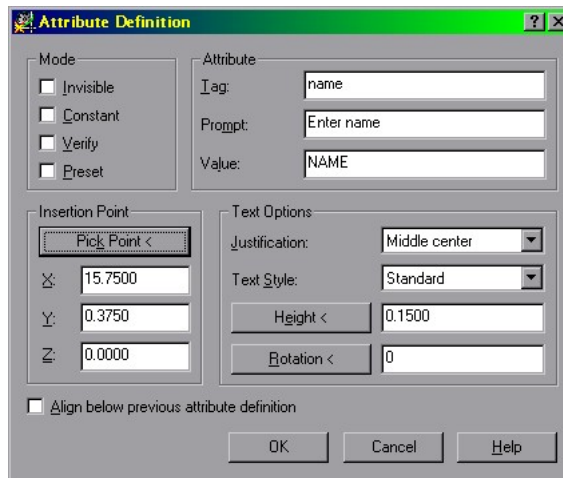 Attribute Definition
Mode
Invisible
Constant
Verify
Preset
Attribute
Tag: name
Prompt: Enter name
Value: NAME
Insertion Point
Pick Point <
X: 15.7500
Y: 0.3750
Z: 0.0000
Text Options
Justification: Middle center
Text Style: Standard
Height < 0.1500
Rotation < 0
Align below previous attribute definition
OK Cancel Help